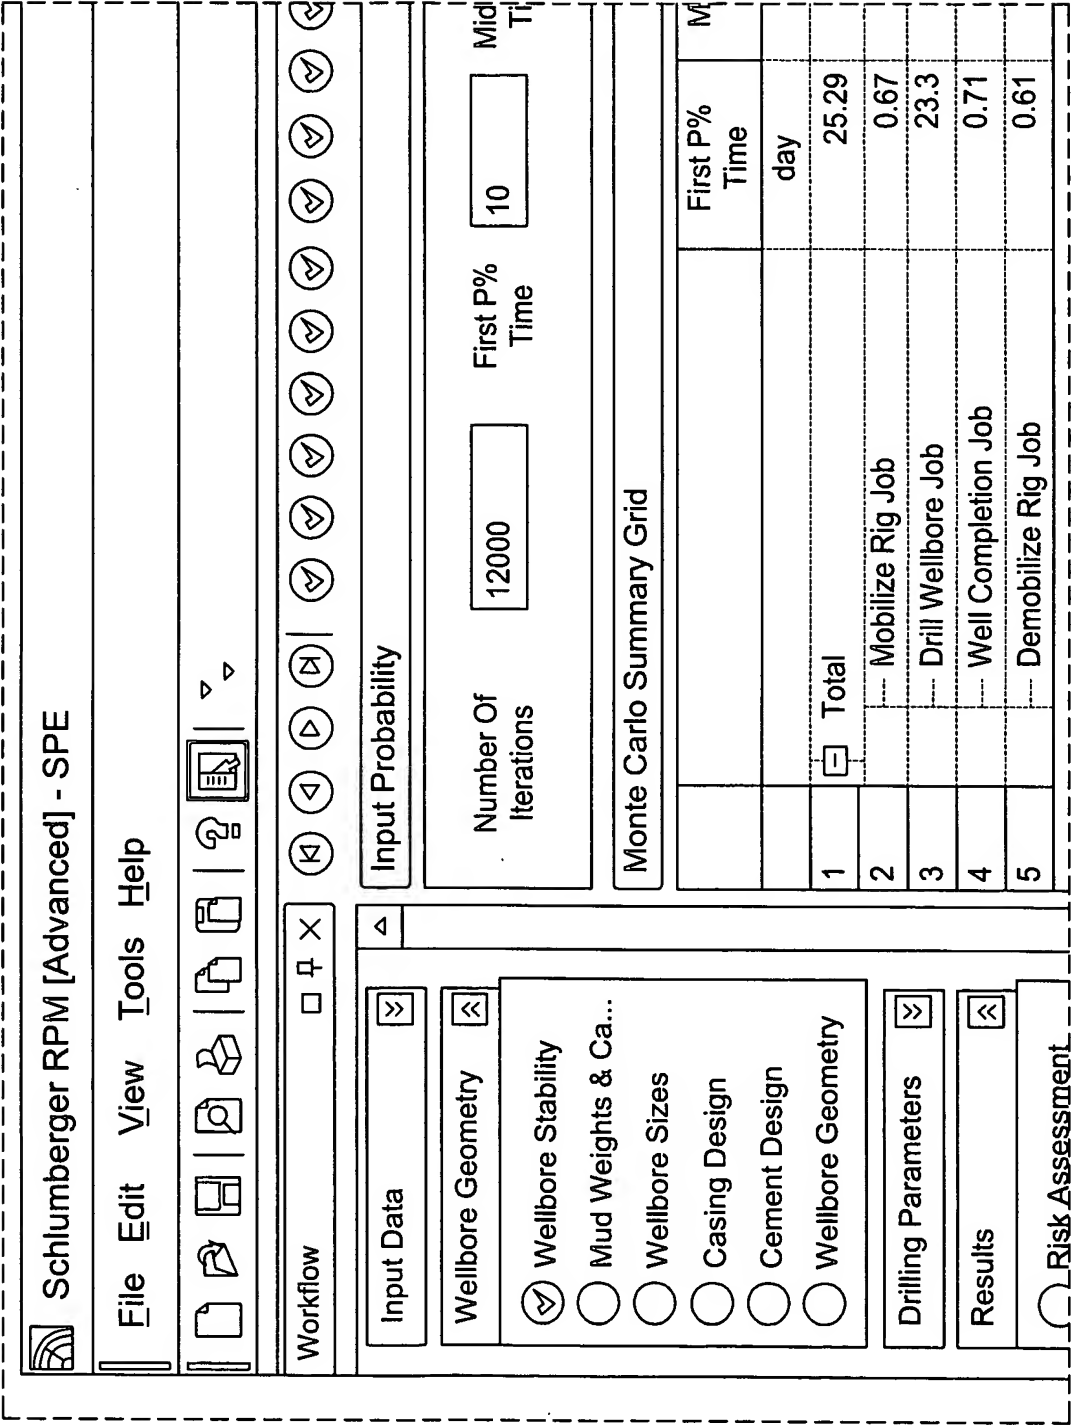 Schlumberger RPM [Advanced] - SPE
File Edit View Tools Help
Workflow
Input Data
Wellbore Geometry
Wellbore Stability
Mud Weights & Ca...
Wellbore Sizes
Casing Design
Cement Design
Wellbore Geometry
Drilling Parameters
Results
Risk Assessment
Input Probability
Number Of
Iterations
12000
First P%
Time
10
Mid
Ti
Monte Carlo Summary Grid
First P%
Time
day
1 Total 25.29
2 Mobilize Rig Job 0.67
3 Drill Wellbore Job 23.3
4 Well Completion Job 0.71
5 Demobilize Rig Job 0.61